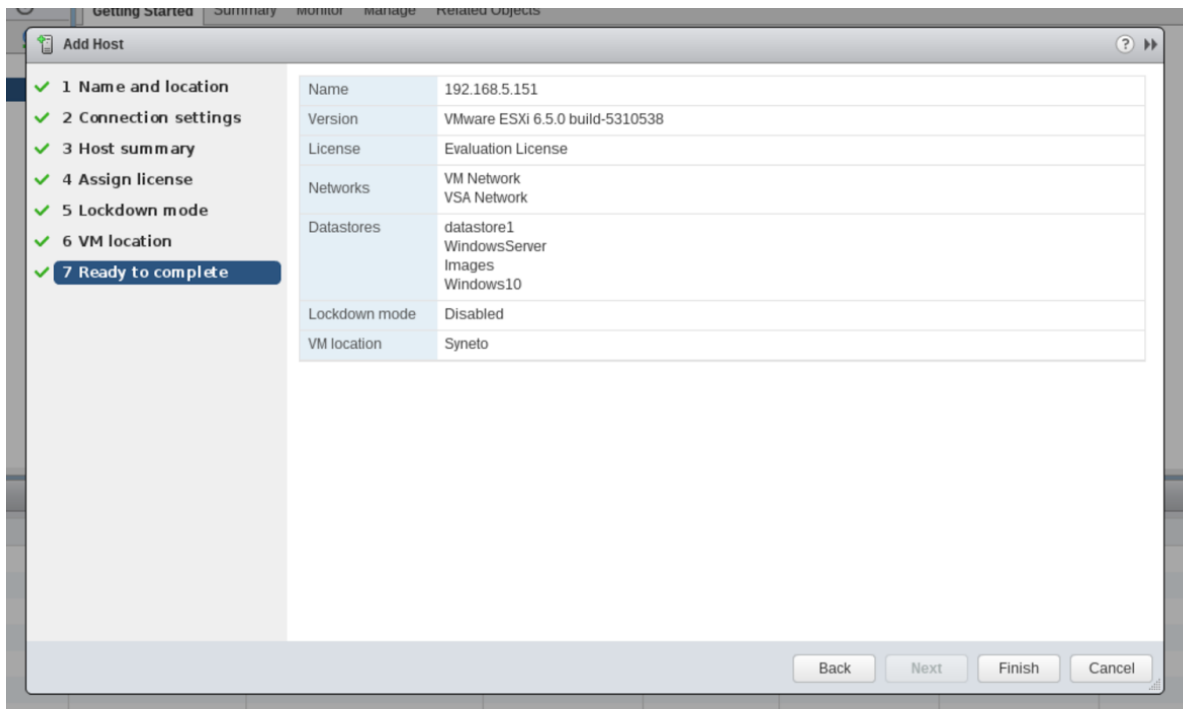 Getting Started Summary Monitor Manage Related Objects
Add Host
?
1 Name and location
2 Connection settings
3 Host summary
4 Assign license
5 Lockdown mode
6 VM location
7 Ready to complete
Name 192.168.5.151
Version VMware ESXi 6.5.0 build-5310538
License Evaluation License
Networks VM Network
VSA Network
Datastores datastore1
WindowsServer
Images
Windows10
Lockdown mode Disabled
VM location Syneto
Back Next Finish Cancel